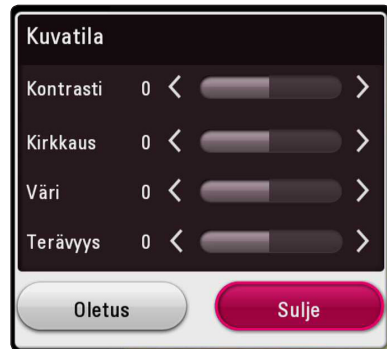 Kuvatila
Kontrasti 0
Kirkkaus 0
Väri 0
Terävyys 0
Oletus Sulje